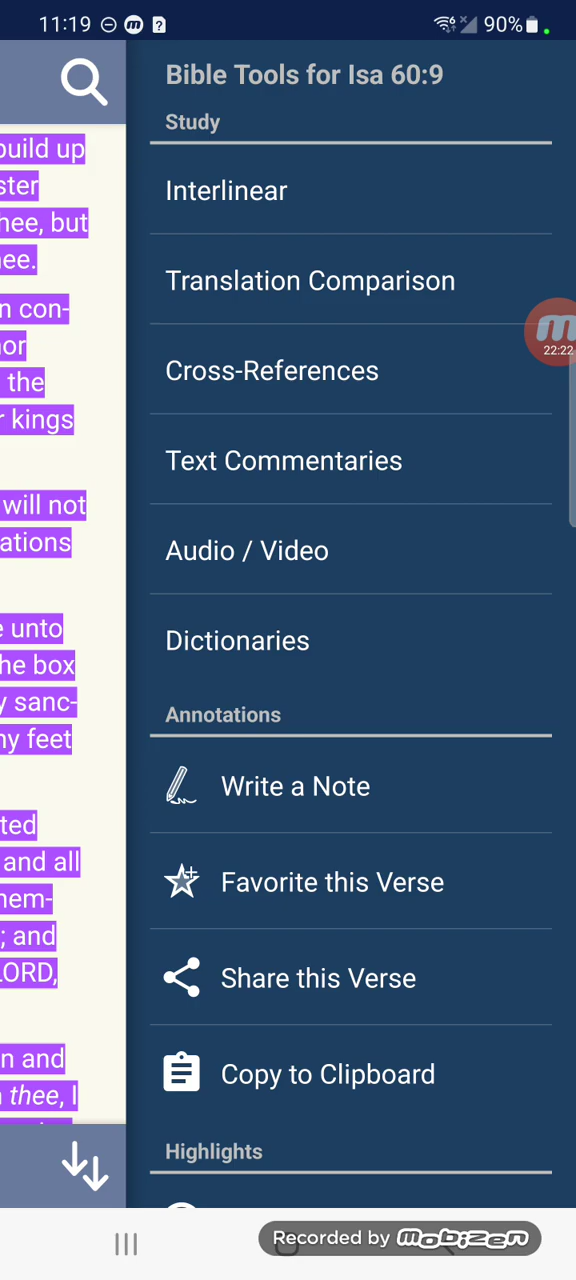 11:19
90%
Bible Tools for Isa 60:9
Study
Interlinear
Translation Comparison
22:22
Cross-References
Text Commentaries
Audio / Video
Dictionaries
Annotations
Write a Note
Favorite this Verse
Share this Verse
Copy to Clipboard
Highlights
build up
ster
hee, but
ee.
n con-
nor
the
r kings
will not
ations
e unto
he box
y sanc-
ny feet
ted
and all
hem-
; and
LORD,
n and
thee, I
Recorded by mobizen